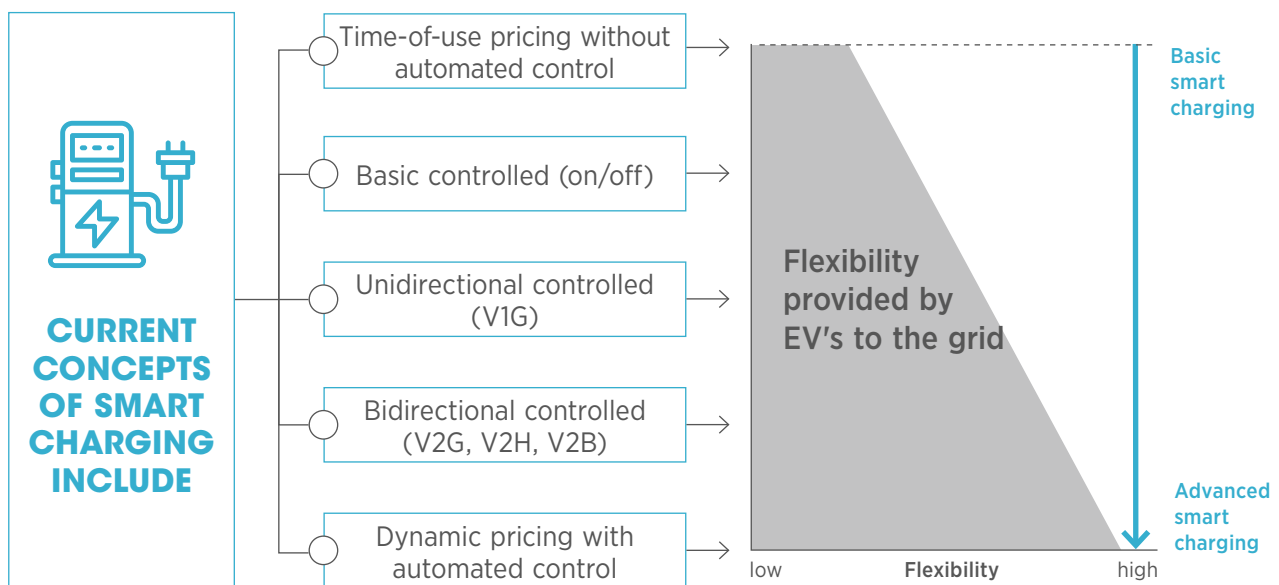 CURRENT
CONCEPTS
OF SMART
CHARGING
INCLUDE
Time-of-use pricing without
automated control
Basic controlled (on/off)
Unidirectional controlled
(V1G)
Bidirectional controlled
(V2G, V2H, V2B)
Dynamic pricing with
automated control
Flexibility
provided by
EV's to the grid
Basic
smart
charging
Advanced
smart
charging
low Flexibility high